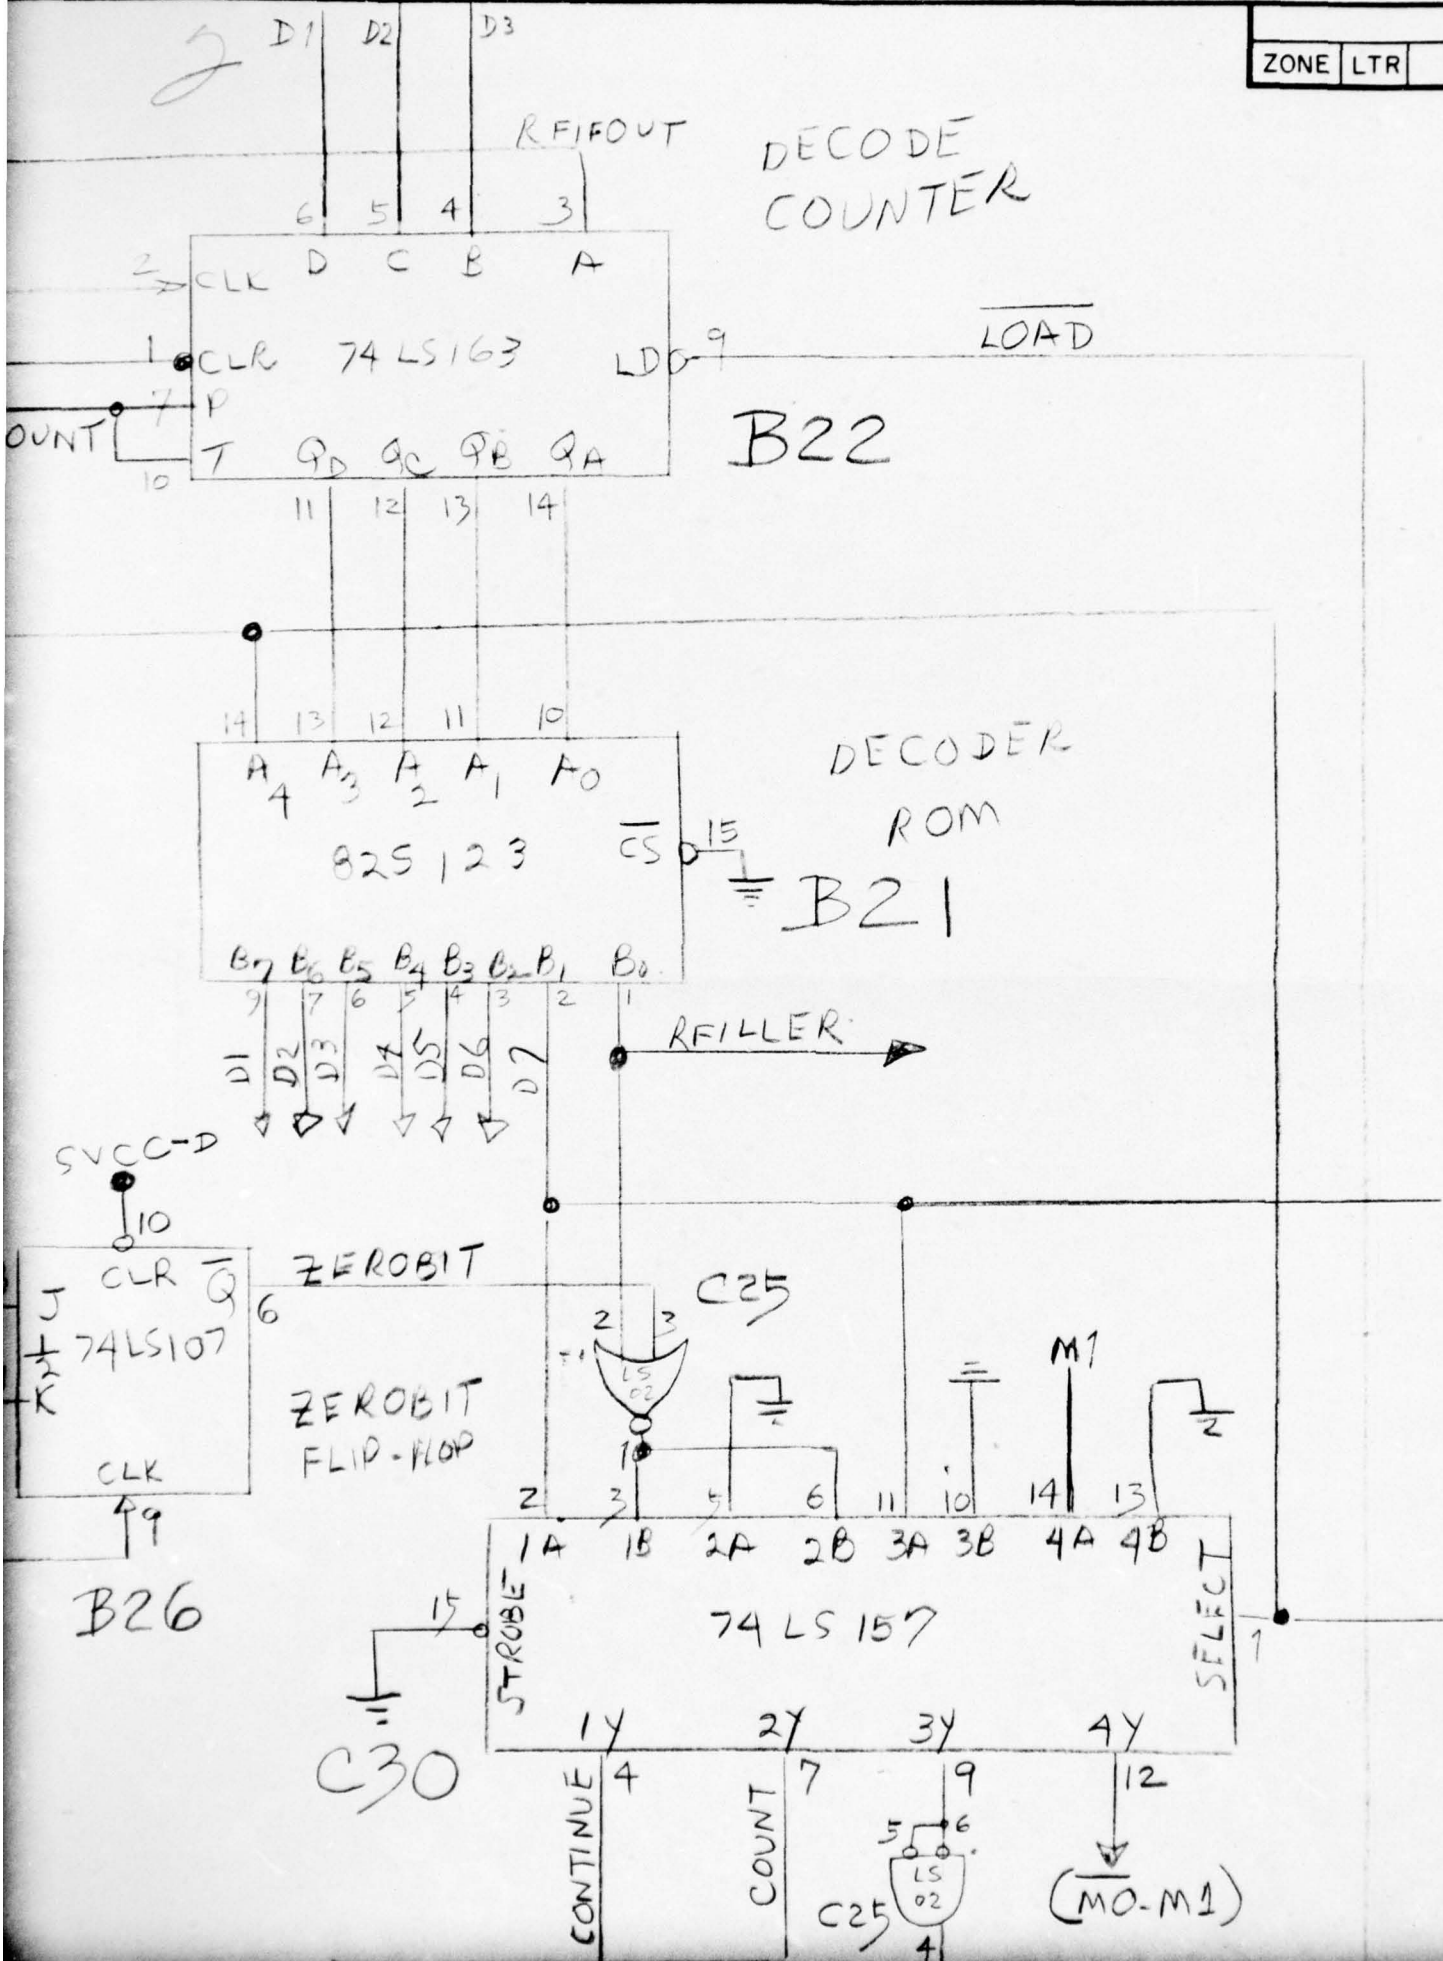 2
D1 D2 D3
ZONE LTR
RFIFOUT
DECODE
COUNTER
6 5 4 3
D C B A
2 CLK
LOAD
1 CLR 74LS163 LD 9
7 P
OUNT
B22
T QD QC QB QA
10
11 12 13 14
14 13 12 11 10
A4 A3 A2 A1 A0
DECODER
ROM
82S123 CS 15
B21
B7 B6 B5 B4 B3 B2 B1 B0
9 7 6 5 4 3 2 1
RFILLER
D1 D2 D3 D4 D5 D6 D7
5VCC-D
10
CLR Q ZEROBIT
6
C25
J
74LS107
2 3
LS
02
K
M1
ZEROBIT
FLIP-FLOP
1
CLK
9
2 3 5 6 11 10 14 13
1A 1B 2A 2B 3A 3B 4A 4B
B26
15 STROBE 74LS157 SELECT 1
1Y 2Y 3Y 4Y
C30
4 7 9 12
CONTINUE COUNT
5 6
LS
02
C25
(M0-M1)
4